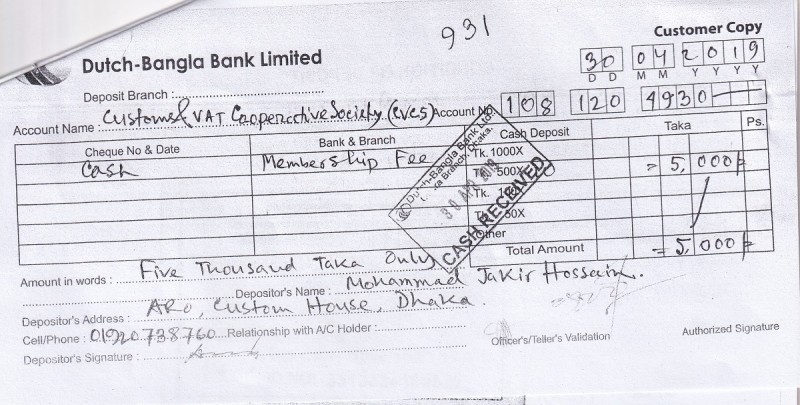 931
Customer Copy
Dutch-Bangla Bank Limited
30 04 2019
D D M M Y Y Y Y
Deposit Branch :
Account Name : Customs & VAT Cooperative Society (CVCS) Account No. 108 120 4930
Cheque No & Date Bank & Branch Cash Deposit Taka Ps.
Cash Membership Fee Tk. 1000X = 5,000/-
Tk. 500X
Tk. 100X
Tk. 50X
Other
Total Amount = 5,000/-
Dutch-Bangla Bank Ltd.
Branch, Dhaka.
30 APR 2019
CASH RECEIVED
Amount in words : Five Thousand Taka Only
Depositor's Name : Mohammad Jakir Hossain.
Depositor's Address : ARO, Custom House, Dhaka.
Cell/Phone : 01920738760 Relationship with A/C Holder :
Depositor's Signature :
Officer's/Teller's Validation
Authorized Signature